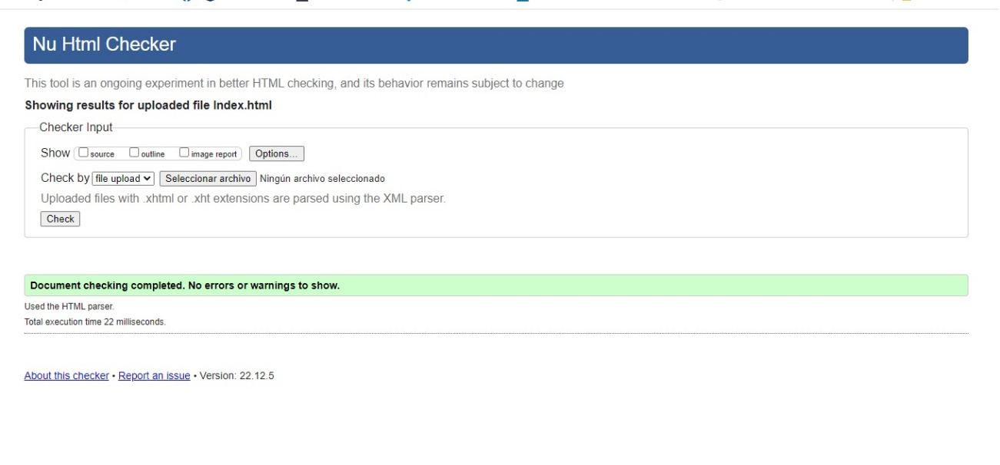 Nu Html Checker
This tool is an ongoing experiment in better HTML checking, and its behavior remains subject to change
Showing results for uploaded file Index.html
Checker Input
Show source outline image report Options...
Check by file upload Seleccionar archivo Ningún archivo seleccionado
Uploaded files with .xhtml or .xht extensions are parsed using the XML parser.
Check
Document checking completed. No errors or warnings to show.
Used the HTML parser.
Total execution time 22 milliseconds.
About this checker • Report an issue • Version: 22.12.5